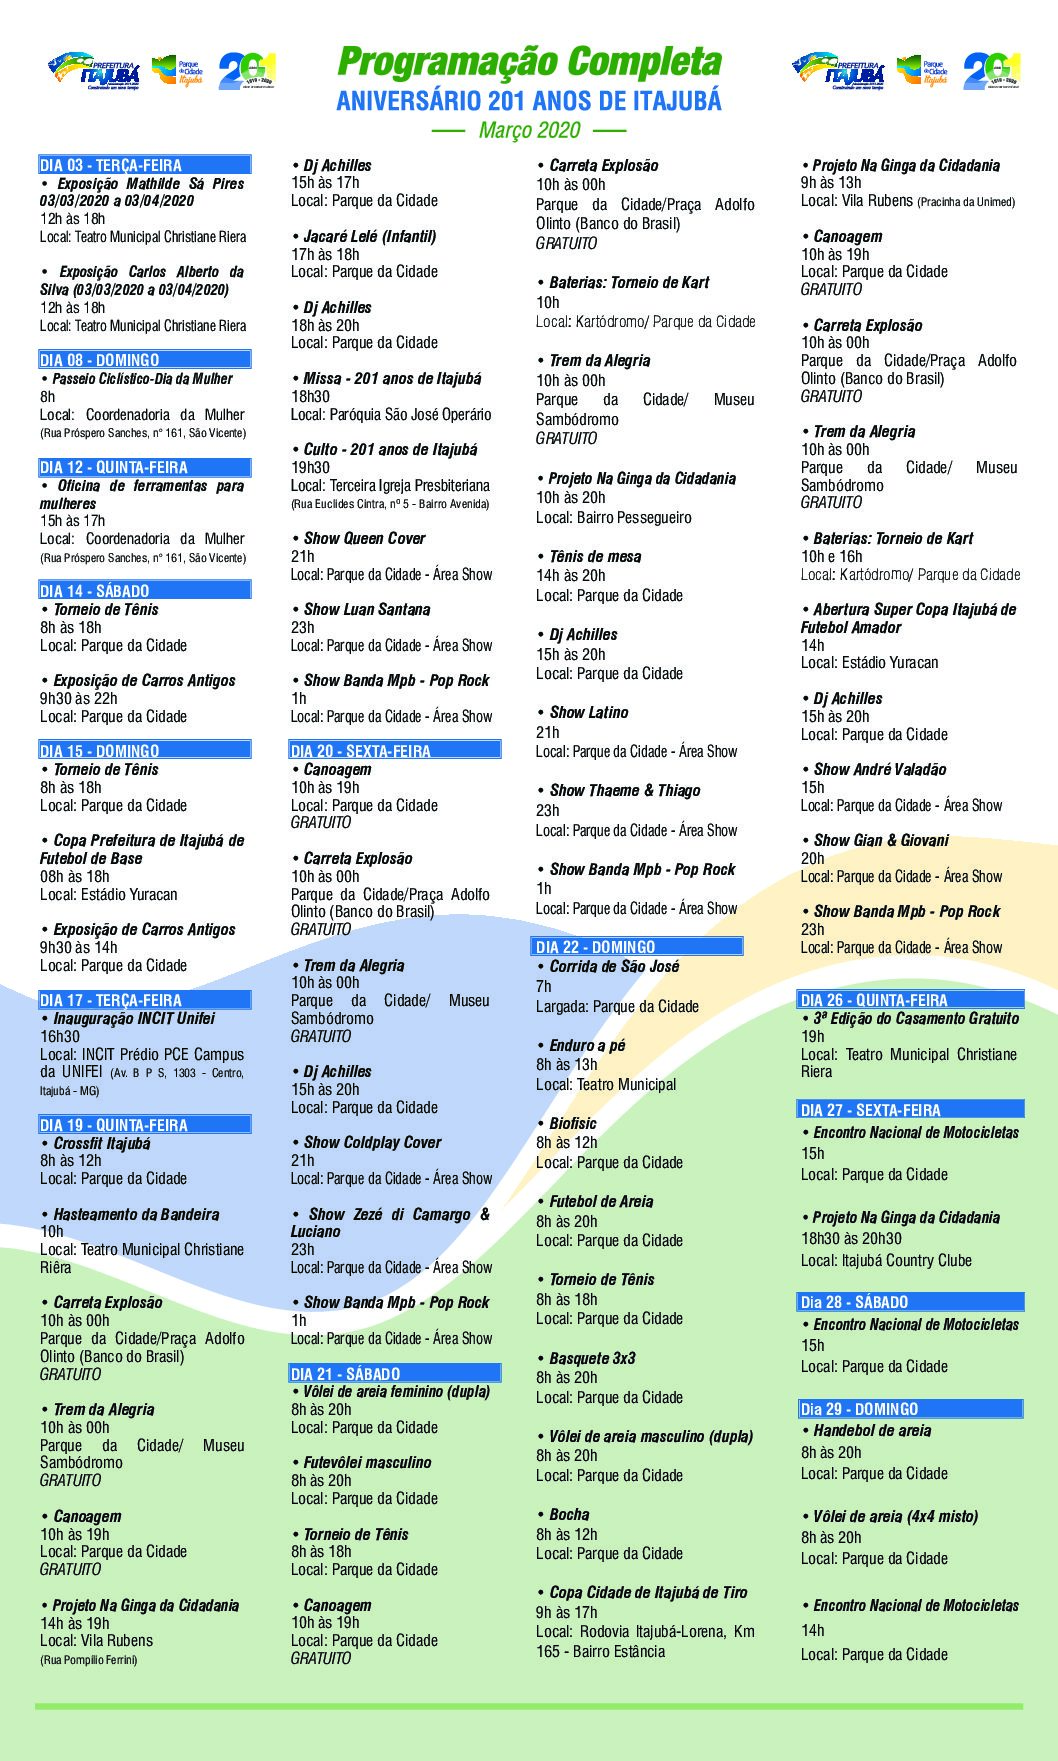 PREFEITURA
ITAJUBÁ
Construindo um novo tempo
Parque
da Cidade
Itajubá
201
1819 • 2020
Programação Completa
ANIVERSÁRIO 201 ANOS DE ITAJUBÁ
Março 2020
PREFEITURA
ITAJUBÁ
Construindo um novo tempo
Parque
da Cidade
Itajubá
201
1819 • 2020
DIA 03 - TERÇA-FEIRA
• Exposição Mathilde Sá Pires
03/03/2020 a 03/04/2020
12h às 18h
Local: Teatro Municipal Christiane Riera
• Exposição Carlos Alberto da
Silva (03/03/2020 a 03/04/2020)
12h às 18h
Local: Teatro Municipal Christiane Riera
DIA 08 - DOMINGO
• Passeio Ciclístico-Dia da Mulher
8h
Local: Coordenadoria da Mulher
(Rua Próspero Sanches, nº 161, São Vicente)
DIA 12 - QUINTA-FEIRA
• Oficina de ferramentas para
mulheres
15h às 17h
Local: Coordenadoria da Mulher
(Rua Próspero Sanches, nº 161, São Vicente)
DIA 14 - SÁBADO
• Torneio de Tênis
8h às 18h
Local: Parque da Cidade
• Exposição de Carros Antigos
9h30 às 22h
Local: Parque da Cidade
DIA 15 - DOMINGO
• Torneio de Tênis
8h às 18h
Local: Parque da Cidade
• Copa Prefeitura de Itajubá de
Futebol de Base
08h às 18h
Local: Estádio Yuracan
• Exposição de Carros Antigos
9h30 às 14h
Local: Parque da Cidade
DIA 17 - TERÇA-FEIRA
• Inauguração INCIT Unifei
16h30
Local: INCIT Prédio PCE Campus
da UNIFEI (Av. B P S, 1303 - Centro,
Itajubá - MG)
DIA 19 - QUINTA-FEIRA
• Crossfit Itajubá
8h às 12h
Local: Parque da Cidade
• Hasteamento da Bandeira
10h
Local: Teatro Municipal Christiane
Riêra
• Carreta Explosão
10h às 00h
Parque da Cidade/Praça Adolfo
Olinto (Banco do Brasil)
GRATUITO
• Trem da Alegria
10h às 00h
Parque da Cidade/ Museu
Sambódromo
GRATUITO
• Canoagem
10h às 19h
Local: Parque da Cidade
GRATUITO
• Projeto Na Ginga da Cidadania
14h às 19h
Local: Vila Rubens
(Rua Pompílio Ferrini)
• Dj Achilles
15h às 17h
Local: Parque da Cidade
• Jacaré Lelé (Infantil)
17h às 18h
Local: Parque da Cidade
• Dj Achilles
18h às 20h
Local: Parque da Cidade
• Missa - 201 anos de Itajubá
18h30
Local: Paróquia São José Operário
• Culto - 201 anos de Itajubá
19h30
Local: Terceira Igreja Presbiteriana
(Rua Euclides Cintra, nº 5 - Bairro Avenida)
• Show Queen Cover
21h
Local: Parque da Cidade - Área Show
• Show Luan Santana
23h
Local: Parque da Cidade - Área Show
• Show Banda Mpb - Pop Rock
1h
Local: Parque da Cidade - Área Show
DIA 20 - SEXTA-FEIRA
• Canoagem
10h às 19h
Local: Parque da Cidade
GRATUITO
• Carreta Explosão
10h às 00h
Parque da Cidade/Praça Adolfo
Olinto (Banco do Brasil)
GRATUITO
• Trem da Alegria
10h às 00h
Parque da Cidade/ Museu
Sambódromo
GRATUITO
• Dj Achilles
15h às 20h
Local: Parque da Cidade
• Show Coldplay Cover
21h
Local: Parque da Cidade - Área Show
• Show Zezé di Camargo &
Luciano
23h
Local: Parque da Cidade - Área Show
• Show Banda Mpb - Pop Rock
1h
Local: Parque da Cidade - Área Show
DIA 21 - SÁBADO
• Vôlei de areia feminino (dupla)
8h às 20h
Local: Parque da Cidade
• Futevôlei masculino
8h às 20h
Local: Parque da Cidade
• Torneio de Tênis
8h às 18h
Local: Parque da Cidade
• Canoagem
10h às 19h
Local: Parque da Cidade
GRATUITO
• Carreta Explosão
10h às 00h
Parque da Cidade/Praça Adolfo
Olinto (Banco do Brasil)
GRATUITO
• Baterias: Torneio de Kart
10h
Local: Kartódromo/ Parque da Cidade
• Trem da Alegria
10h às 00h
Parque da Cidade/ Museu
Sambódromo
GRATUITO
• Projeto Na Ginga da Cidadania
10h às 20h
Local: Bairro Pessegueiro
• Tênis de mesa
14h às 20h
Local: Parque da Cidade
• Dj Achilles
15h às 20h
Local: Parque da Cidade
• Show Latino
21h
Local: Parque da Cidade - Área Show
• Show Thaeme & Thiago
23h
Local: Parque da Cidade - Área Show
• Show Banda Mpb - Pop Rock
1h
Local: Parque da Cidade - Área Show
DIA 22 - DOMINGO
• Corrida de São José
7h
Largada: Parque da Cidade
• Enduro a pé
8h às 13h
Local: Teatro Municipal
• Biofisic
8h às 12h
Local: Parque da Cidade
• Futebol de Areia
8h às 20h
Local: Parque da Cidade
• Torneio de Tênis
8h às 18h
Local: Parque da Cidade
• Basquete 3x3
8h às 20h
Local: Parque da Cidade
• Vôlei de areia masculino (dupla)
8h às 20h
Local: Parque da Cidade
• Bocha
8h às 12h
Local: Parque da Cidade
• Copa Cidade de Itajubá de Tiro
9h às 17h
Local: Rodovia Itajubá-Lorena, Km
165 - Bairro Estância
• Projeto Na Ginga da Cidadania
9h às 13h
Local: Vila Rubens (Pracinha da Unimed)
• Canoagem
10h às 19h
Local: Parque da Cidade
GRATUITO
• Carreta Explosão
10h às 00h
Parque da Cidade/Praça Adolfo
Olinto (Banco do Brasil)
GRATUITO
• Trem da Alegria
10h às 00h
Parque da Cidade/ Museu
Sambódromo
GRATUITO
• Baterias: Torneio de Kart
10h e 16h
Local: Kartódromo/ Parque da Cidade
• Abertura Super Copa Itajubá de
Futebol Amador
14h
Local: Estádio Yuracan
• Dj Achilles
15h às 20h
Local: Parque da Cidade
• Show André Valadão
15h
Local: Parque da Cidade - Área Show
• Show Gian & Giovani
20h
Local: Parque da Cidade - Área Show
• Show Banda Mpb - Pop Rock
23h
Local: Parque da Cidade - Área Show
DIA 26 - QUINTA-FEIRA
• 3ª Edição do Casamento Gratuito
19h
Local: Teatro Municipal Christiane
Riera
DIA 27 - SEXTA-FEIRA
• Encontro Nacional de Motocicletas
15h
Local: Parque da Cidade
• Projeto Na Ginga da Cidadania
18h30 às 20h30
Local: Itajubá Country Clube
Dia 28 - SÁBADO
• Encontro Nacional de Motocicletas
15h
Local: Parque da Cidade
Dia 29 - DOMINGO
• Handebol de areia
8h às 20h
Local: Parque da Cidade
• Vôlei de areia (4x4 misto)
8h às 20h
Local: Parque da Cidade
• Encontro Nacional de Motocicletas
14h
Local: Parque da Cidade